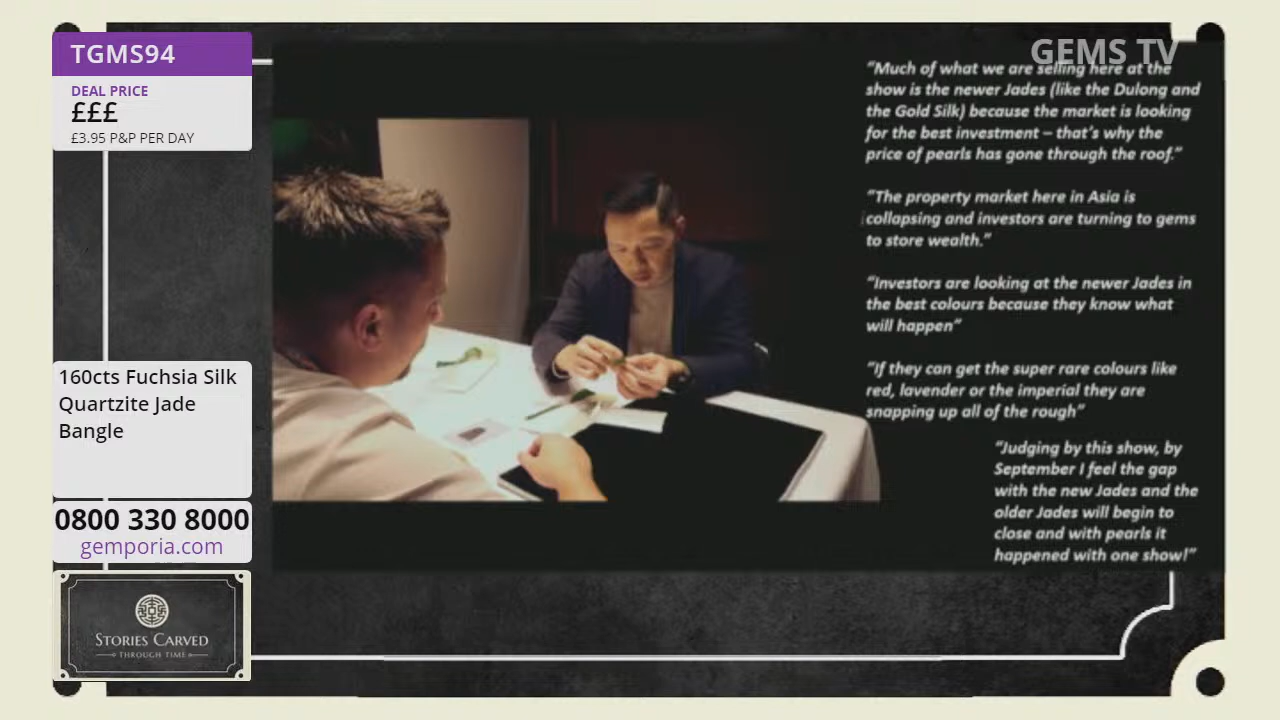 TGMS94
DEAL PRICE
£££
£3.95 P&P PER DAY
160cts Fuchsia Silk
Quartzite Jade
Bangle
0800 330 8000
gemporia.com
STORIES CARVED
THROUGH TIME
GEMS TV
“Much of what we are selling here at the
show is the newer Jades (like the Dulong and
the Gold Silk) because the market is looking
for the best investment – that’s why the
price of pearls has gone through the roof.”
“The property market here in Asia is
collapsing and investors are turning to gems
to store wealth.”
“Investors are looking at the newer Jades in
the best colours because they know what
will happen”
“If they can get the super rare colours like
red, lavender or the imperial they are
snapping up all of the rough”
“Judging by this show, by
September I feel the gap
with the new Jades and the
older Jades will begin to
close and with pearls it
happened with one show!”